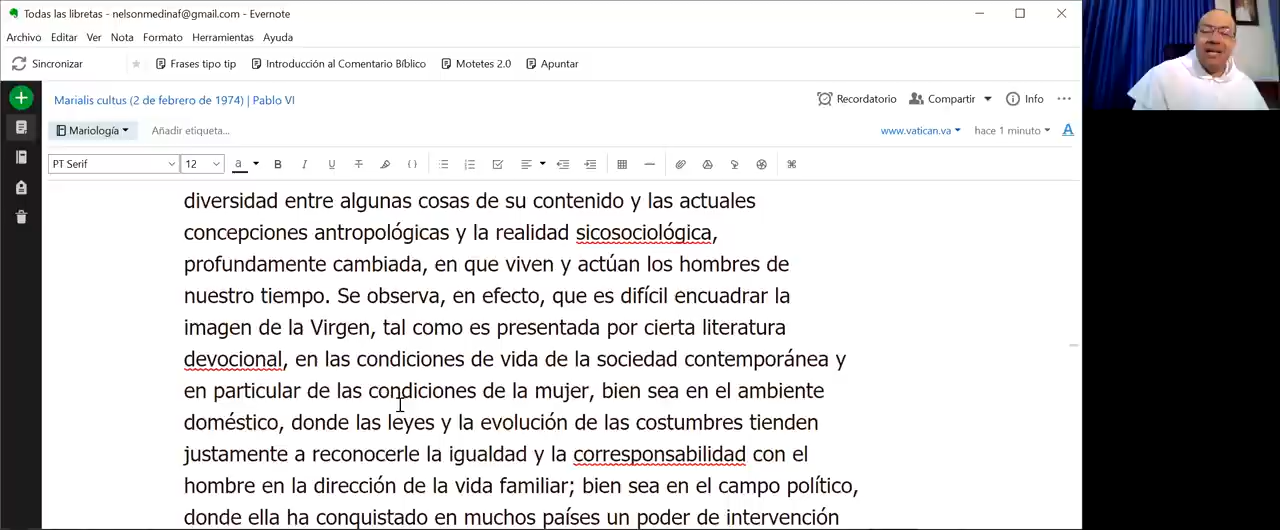 Todas las libretas - nelsonmedinaf@gmail.com - Evernote
Archivo Editar Ver Nota Formato Herramientas Ayuda
Sincronizar Frases tipo tip Introducción al Comentario Bíblico Motetes 2.0 Apuntar
Marialis cultus (2 de febrero de 1974) | Pablo VI Recordatorio Compartir Info
Mariología Añadir etiqueta... www.vatican.va hace 1 minuto A
PT Serif 12 a B I U T
diversidad entre algunas cosas de su contenido y las actuales
concepciones antropológicas y la realidad sicosociológica,
profundamente cambiada, en que viven y actúan los hombres de
nuestro tiempo. Se observa, en efecto, que es difícil encuadrar la
imagen de la Virgen, tal como es presentada por cierta literatura
devocional, en las condiciones de vida de la sociedad contemporánea y
en particular de las condiciones de la mujer, bien sea en el ambiente
doméstico, donde las leyes y la evolución de las costumbres tienden
justamente a reconocerle la igualdad y la corresponsabilidad con el
hombre en la dirección de la vida familiar; bien sea en el campo político,
donde ella ha conquistado en muchos países un poder de intervención